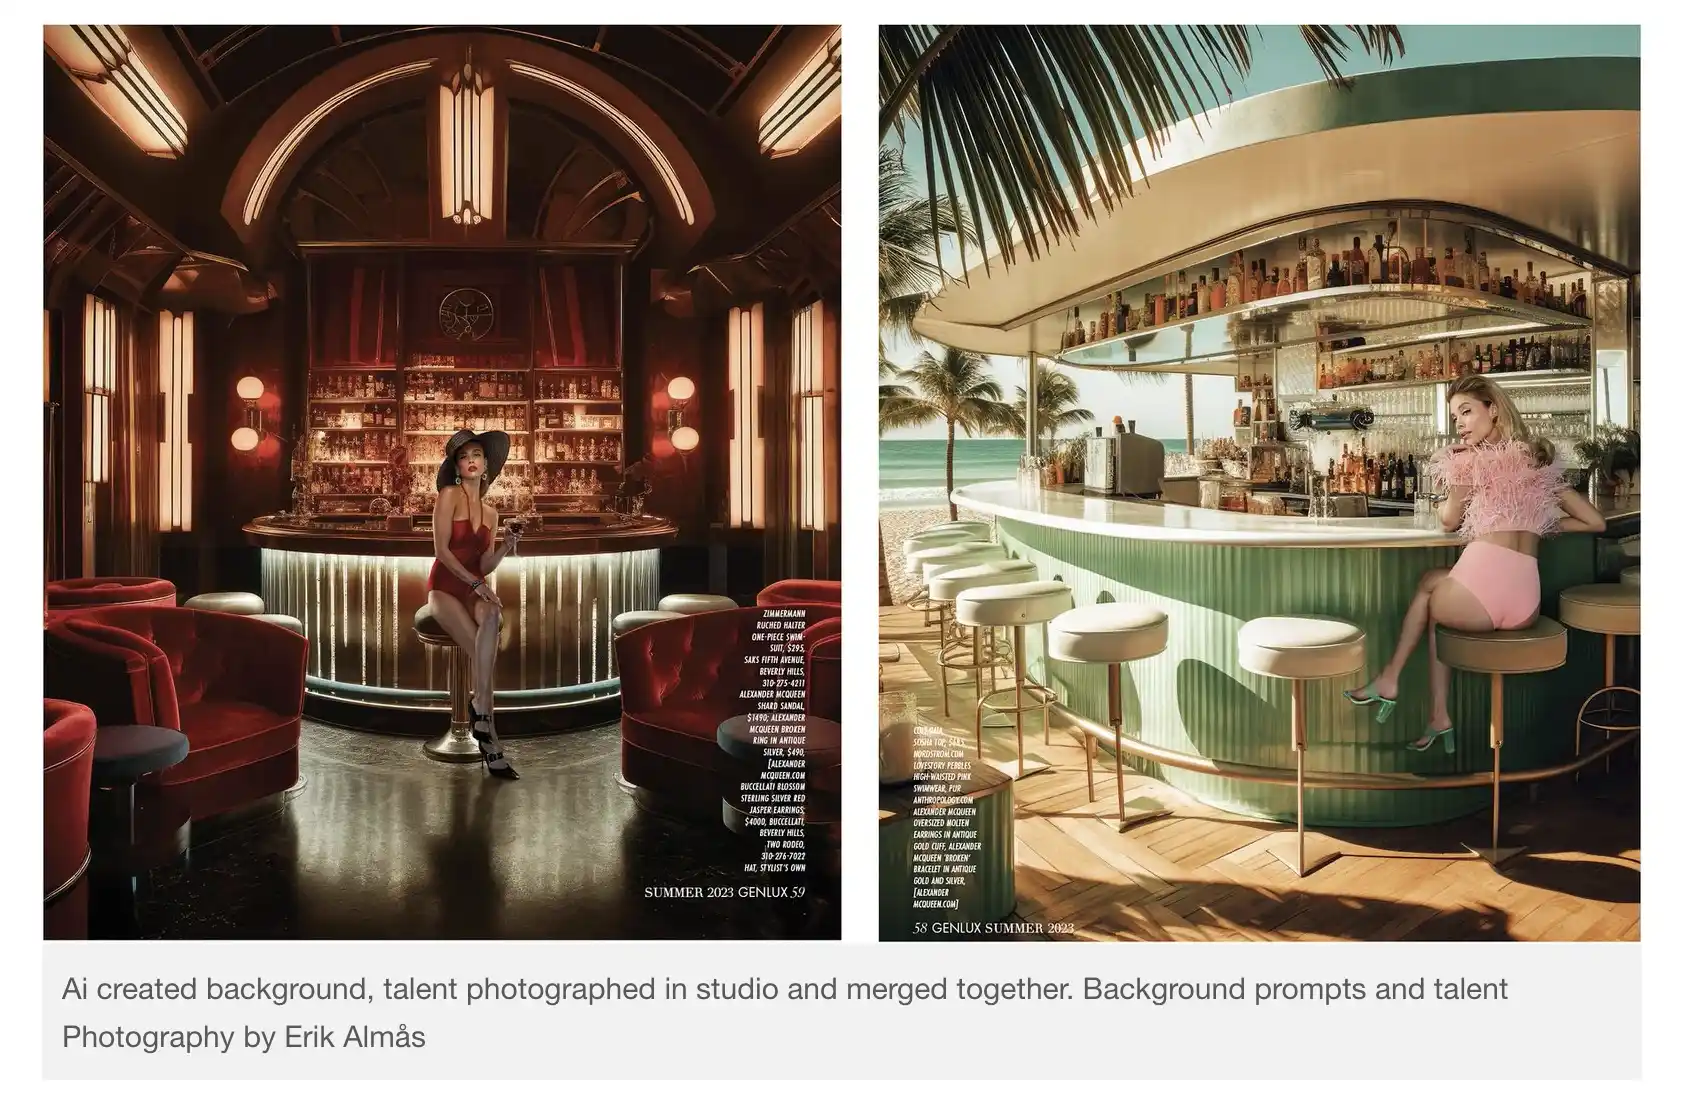 ZIMMERMANN
RUCHED HALTER
ONE-PIECE SWIM-
SUIT, $295,
SAKS FIFTH AVENUE,
BEVERLY HILLS,
310-275-4211
ALEXANDER MCQUEEN
SHARD SANDAL,
$1490; ALEXANDER
MCQUEEN BROKEN
RING IN ANTIQUE
SILVER, $490,
[ALEXANDER
MCQUEEN.COM
BUCCELLATI BLOSSOM
STERLING SILVER RED
JASPER EARRINGS,
$4000, BUCCELLATI,
BEVERLY HILLS,
TWO RODEO,
310-276-7022
HAT, STYLIST'S OWN
SUMMER 2023 GENLUX 59
SOSHA TOP,
NORDSTROM.COM
LOVESTORY PEBBLES
HIGH-WAISTED PINK
SWIMWEAR, PUR
ANTHROPOLOGY.COM
ALEXANDER MCQUEEN
OVERSIZED MOLTEN
EARRINGS IN ANTIQUE
GOLD CUFF, ALEXANDER
MCQUEEN 'BROKEN'
BRACELET IN ANTIQUE
GOLD AND SILVER,
[ALEXANDER
MCQUEEN.COM]
58 GENLUX SUMMER 2023
Ai created background, talent photographed in studio and merged together. Background prompts and talent
Photography by Erik Almås